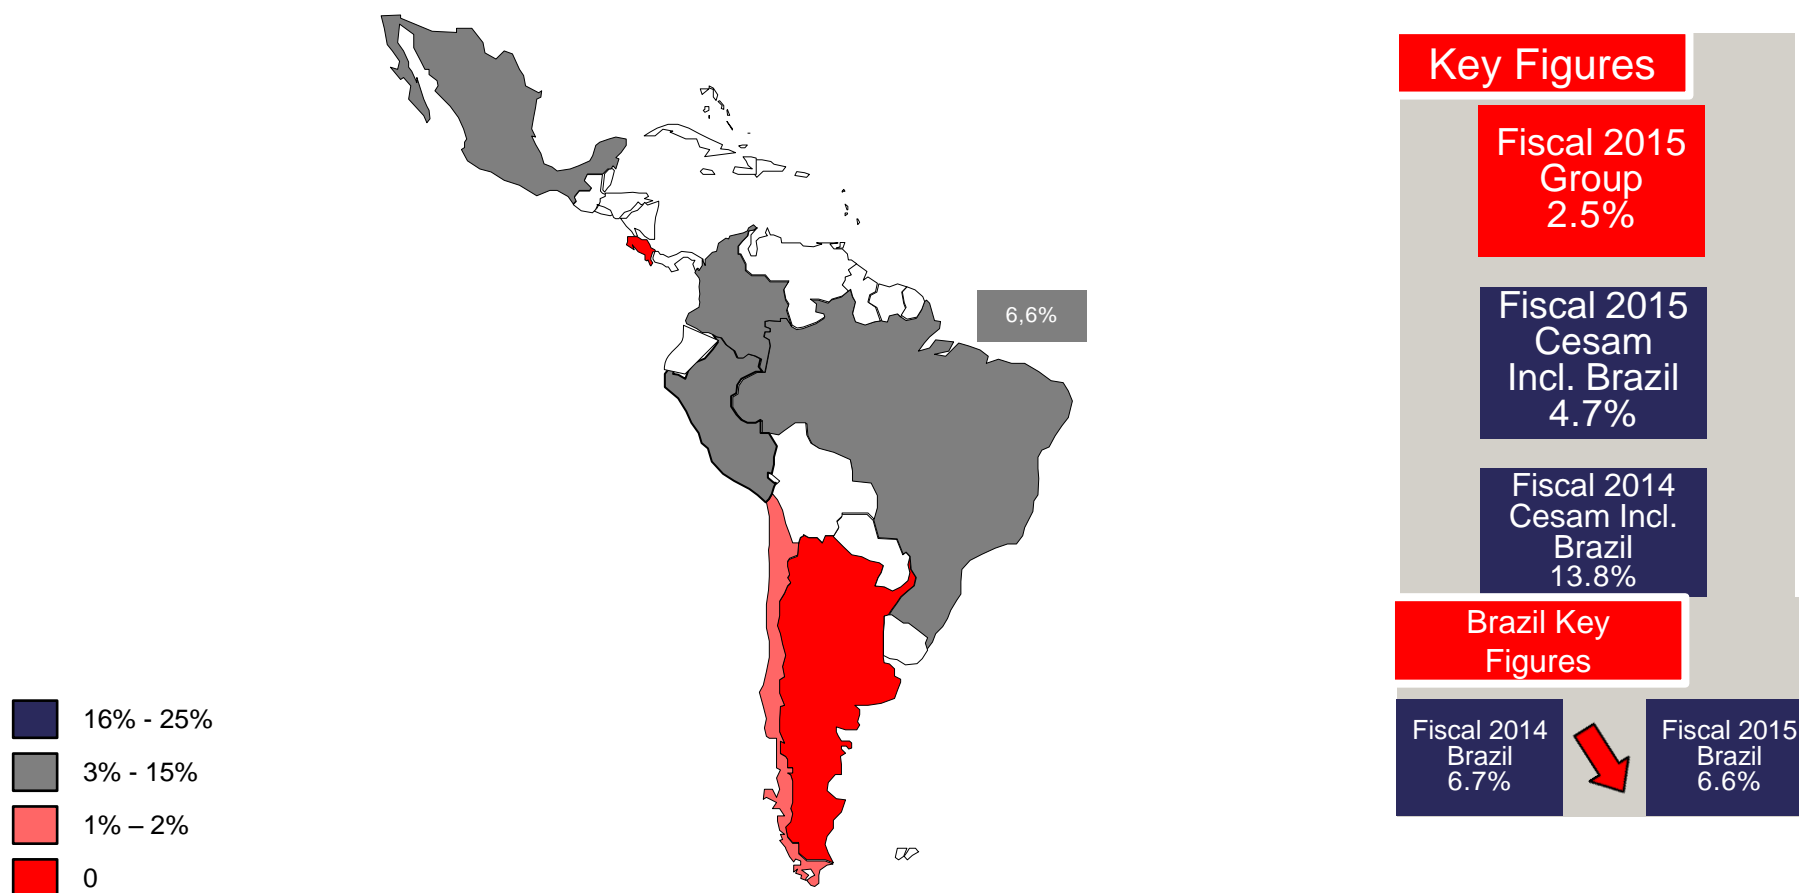 Key Figures
Fiscal 2015
Group
2.5%
6,6%
Fiscal 2015
Cesam
Incl. Brazil
4.7%
Fiscal 2014
Cesam Incl.
Brazil
13.8%
Brazil Key
Figures
Fiscal 2014
Brazil
6.7%
Fiscal 2015
Brazil
6.6%
16% - 25%
3% - 15%
1% – 2%
0